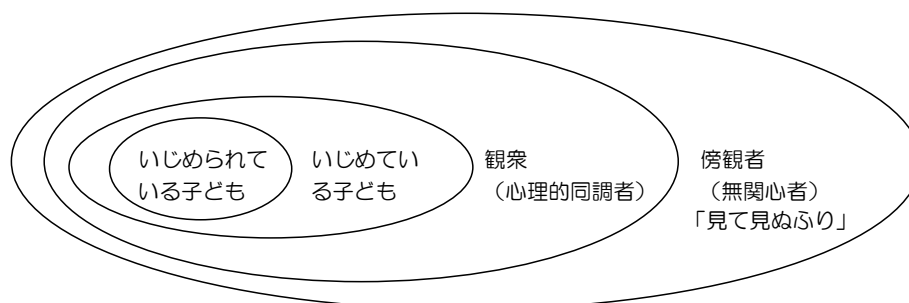 いじめられて
いる子ども
いじめてい
る子ども
観衆
（心理的同調者）
傍観者
（無関心者）
「見て見ぬふり」